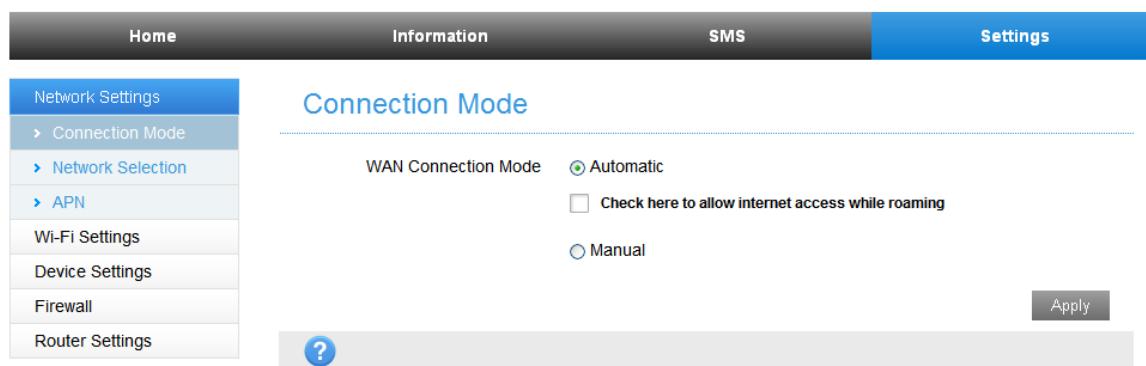 Home Information SMS Settings
Network Settings
Connection Mode
Network Selection
APN
Wi-Fi Settings
Device Settings
Firewall
Router Settings
Connection Mode
WAN Connection Mode Automatic
Check here to allow internet access while roaming
Manual
Apply
?